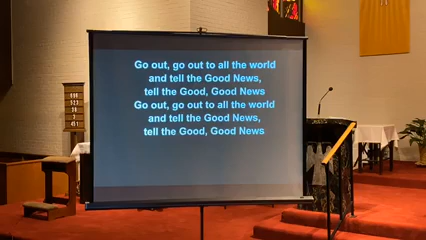 Go out, go out to all the world
and tell the Good News,
tell the Good, Good News
Go out, go out to all the world
and tell the Good News,
tell the Good, Good News